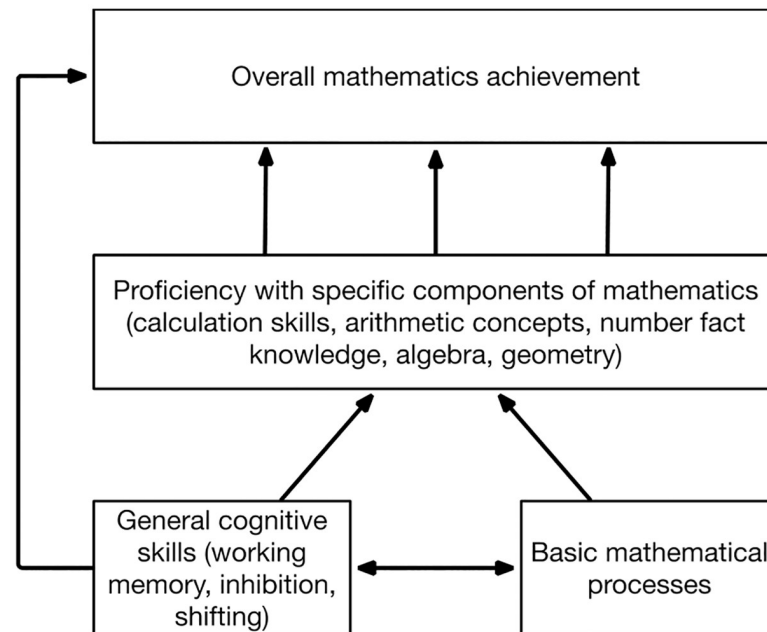 Overall mathematics achievement
Proficiency with specific components of mathematics
(calculation skills, arithmetic concepts, number fact
knowledge, algebra, geometry)
General cognitive
skills (working
memory, inhibition,
shifting)
Basic mathematical
processes